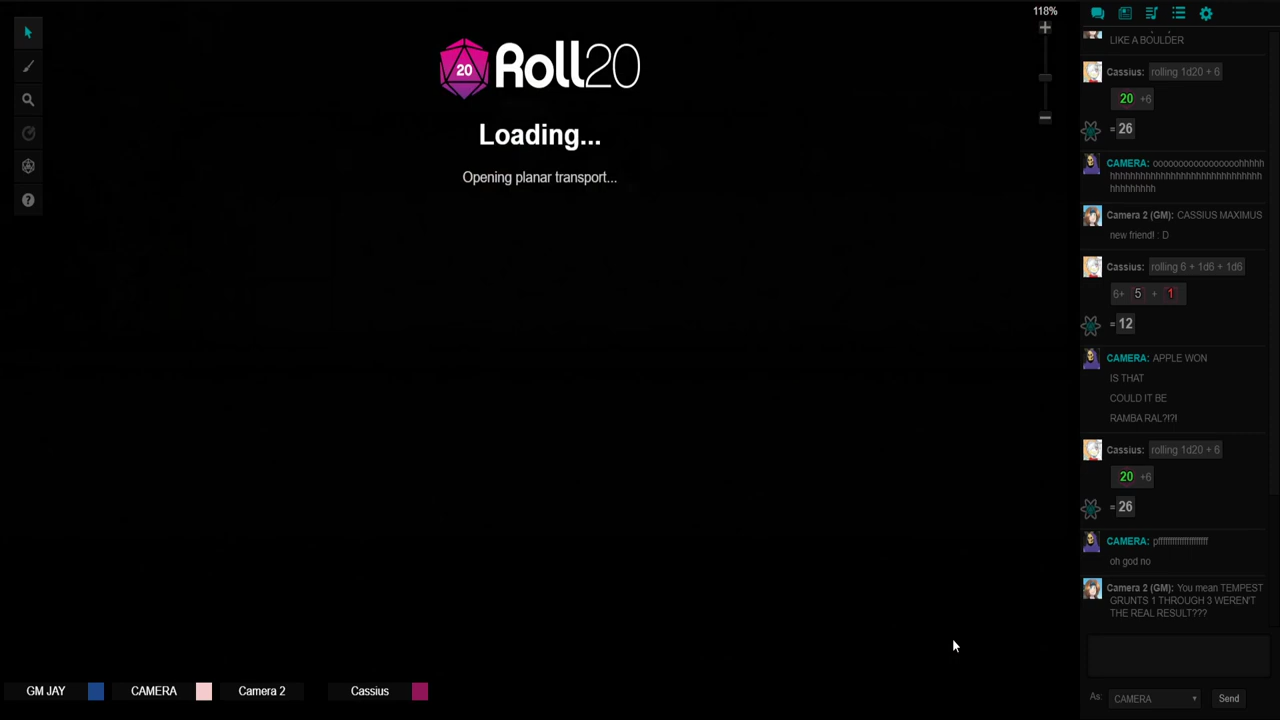 118%
20 Roll20
Loading...
Opening planar transport...
LIKE A BOULDER
Cassius: rolling 1d20 + 6
20 +6
= 26
CAMERA: ooooooooooooooooohhhhh
hhhhhhhhhhhhhhhhhhhhhhhhhhhhhh
hhhhhhhhhh
Camera 2 (GM): CASSIUS MAXIMUS
new friend! : D
Cassius: rolling 6 + 1d6 + 1d6
6+ 5 + 1
= 12
CAMERA: APPLE WON
IS THAT
COULD IT BE
RAMBA RAL?!?!
Cassius: rolling 1d20 + 6
20 +6
= 26
CAMERA: pffffffffffffffffffffff
oh god no
Camera 2 (GM): You mean TEMPEST
GRUNTS 1 THROUGH 3 WEREN'T
THE REAL RESULT???
GM JAY CAMERA Camera 2 Cassius
As: CAMERA Send